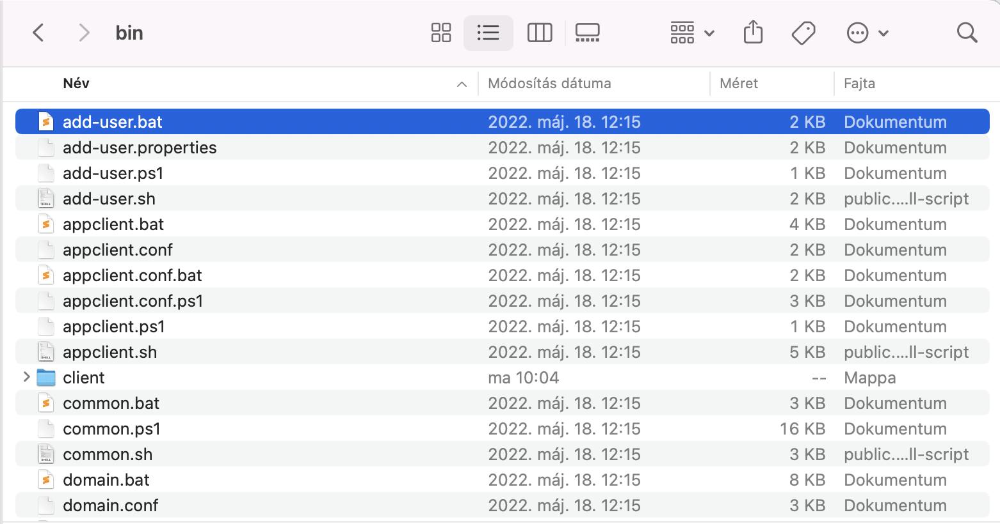 bin
Név Módosítás dátuma Méret Fajta
add-user.bat 2022. máj. 18. 12:15 2 KB Dokumentum
add-user.properties 2022. máj. 18. 12:15 2 KB Dokumentum
add-user.ps1 2022. máj. 18. 12:15 1 KB Dokumentum
add-user.sh 2022. máj. 18. 12:15 2 KB public....ll-script
appclient.bat 2022. máj. 18. 12:15 4 KB Dokumentum
appclient.conf 2022. máj. 18. 12:15 2 KB Dokumentum
appclient.conf.bat 2022. máj. 18. 12:15 2 KB Dokumentum
appclient.conf.ps1 2022. máj. 18. 12:15 3 KB Dokumentum
appclient.ps1 2022. máj. 18. 12:15 1 KB Dokumentum
appclient.sh 2022. máj. 18. 12:15 5 KB public....ll-script
client ma 10:04 -- Mappa
common.bat 2022. máj. 18. 12:15 3 KB Dokumentum
common.ps1 2022. máj. 18. 12:15 16 KB Dokumentum
common.sh 2022. máj. 18. 12:15 3 KB public....ll-script
domain.bat 2022. máj. 18. 12:15 8 KB Dokumentum
domain.conf 2022. máj. 18. 12:15 3 KB Dokumentum